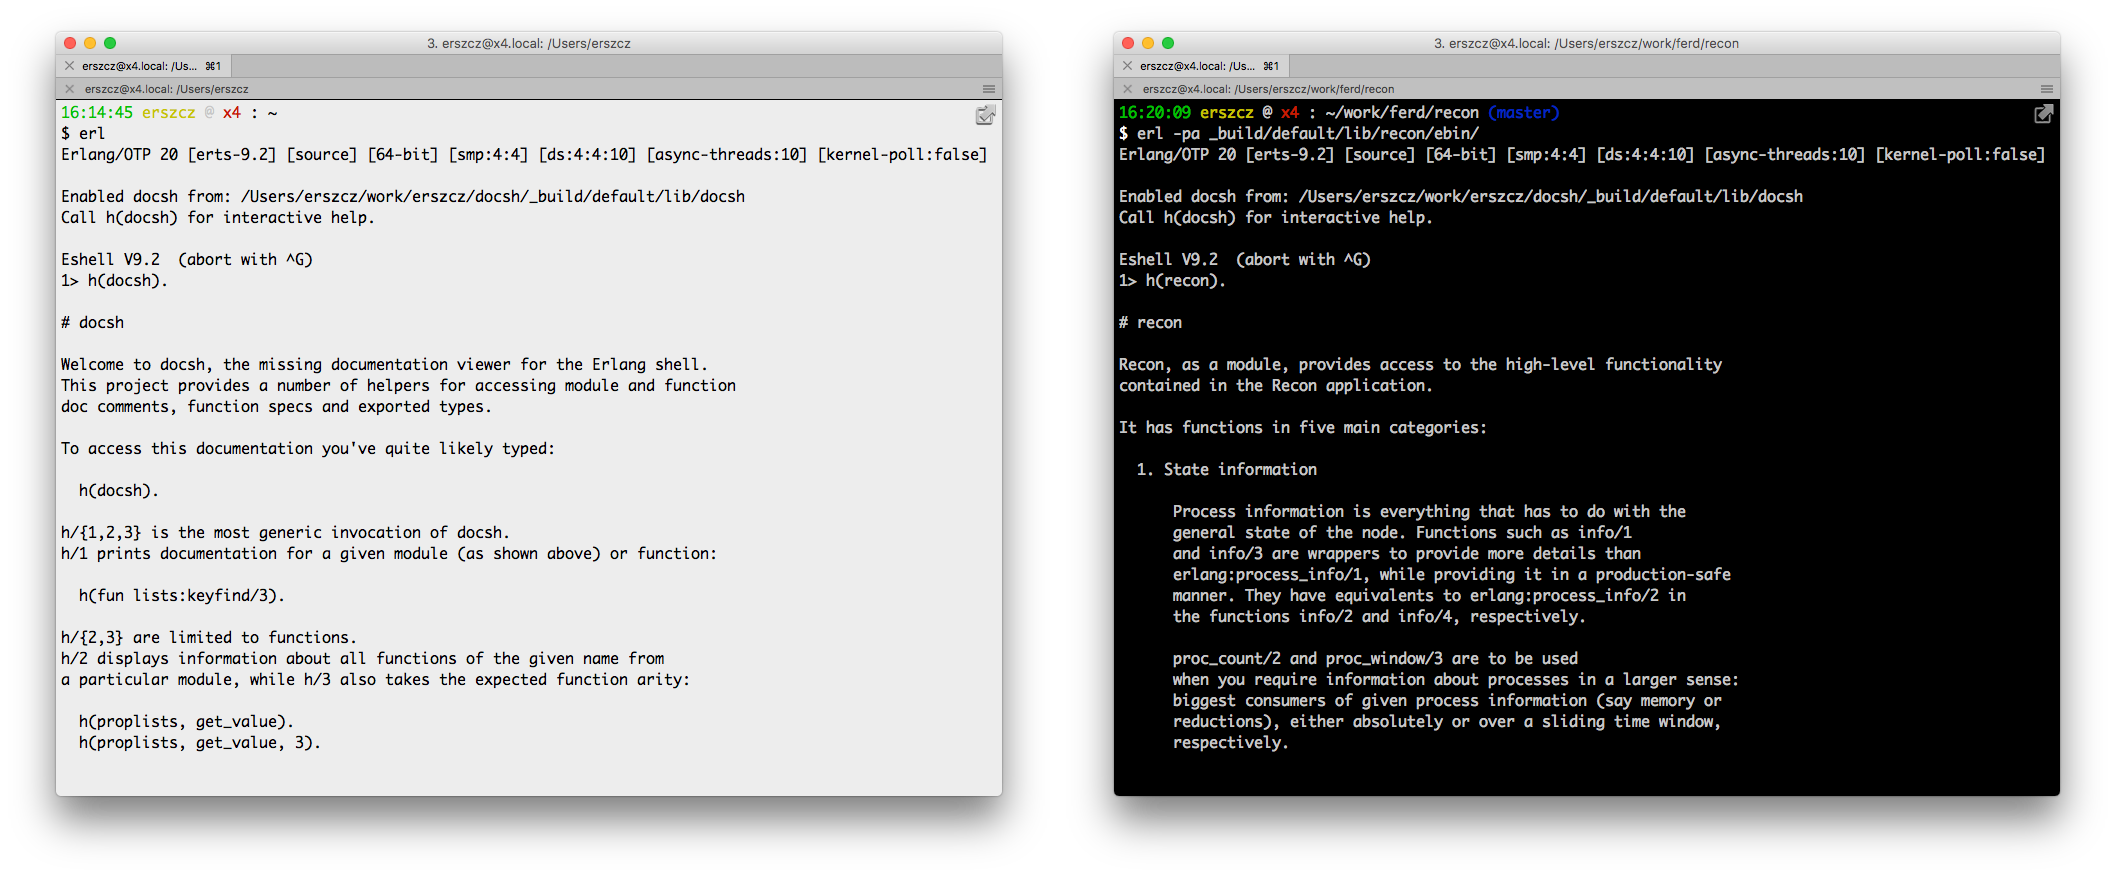 3. erszcz@x4.local: /Users/erszcz
erszcz@x4.local: /Us... ⌘1
erszcz@x4.local: /Users/erszcz
16:14:45 erszcz @ x4 : ~
$ erl
Erlang/OTP 20 [erts-9.2] [source] [64-bit] [smp:4:4] [ds:4:4:10] [async-threads:10] [kernel-poll:false]
Enabled docsh from: /Users/erszcz/work/erszcz/docsh/_build/default/lib/docsh
Call h(docsh) for interactive help.
Eshell V9.2  (abort with ^G)
1> h(docsh).
# docsh
Welcome to docsh, the missing documentation viewer for the Erlang shell.
This project provides a number of helpers for accessing module and function
doc comments, function specs and exported types.
To access this documentation you've quite likely typed:
h(docsh).
h/{1,2,3} is the most generic invocation of docsh.
h/1 prints documentation for a given module (as shown above) or function:
h(fun lists:keyfind/3).
h/{2,3} are limited to functions.
h/2 displays information about all functions of the given name from
a particular module, while h/3 also takes the expected function arity:
h(proplists, get_value).
h(proplists, get_value, 3).
3. erszcz@x4.local: /Users/erszcz/work/ferd/recon
erszcz@x4.local: /Us... ⌘1
erszcz@x4.local: /Users/erszcz/work/ferd/recon
16:20:09 erszcz @ x4 : ~/work/ferd/recon (master)
$ erl -pa _build/default/lib/recon/ebin/
Erlang/OTP 20 [erts-9.2] [source] [64-bit] [smp:4:4] [ds:4:4:10] [async-threads:10] [kernel-poll:false]
Enabled docsh from: /Users/erszcz/work/erszcz/docsh/_build/default/lib/docsh
Call h(docsh) for interactive help.
Eshell V9.2  (abort with ^G)
1> h(recon).
# recon
Recon, as a module, provides access to the high-level functionality
contained in the Recon application.
It has functions in five main categories:
1. State information
Process information is everything that has to do with the
general state of the node. Functions such as info/1
and info/3 are wrappers to provide more details than
erlang:process_info/1, while providing it in a production-safe
manner. They have equivalents to erlang:process_info/2 in
the functions info/2 and info/4, respectively.
proc_count/2 and proc_window/3 are to be used
when you require information about processes in a larger sense:
biggest consumers of given process information (say memory or
reductions), either absolutely or over a sliding time window,
respectively.